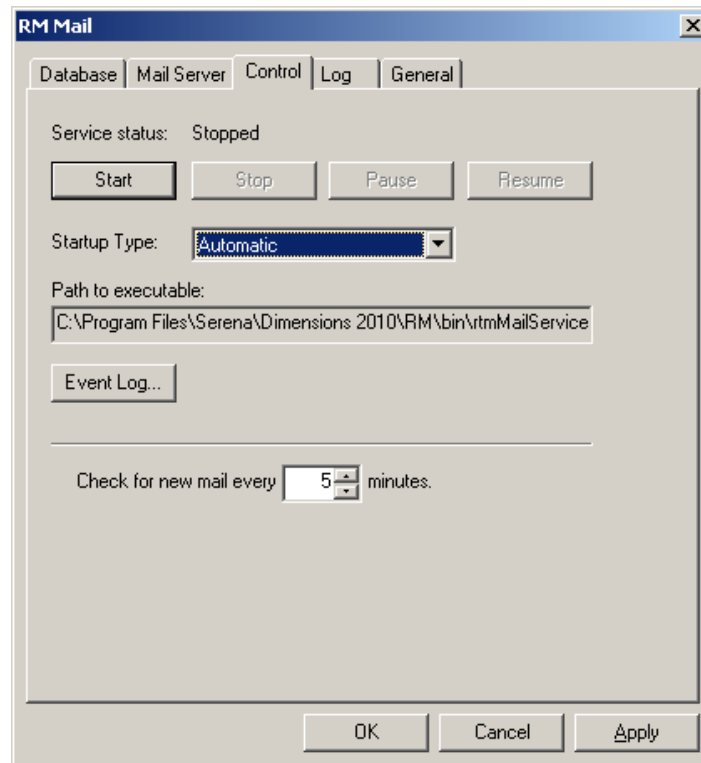 RM Mail
Database Mail Server Control Log General
Service status: Stopped
Start Stop Pause Resume
Startup Type: Automatic
Path to executable:
C:\Program Files\Serena\Dimensions 2010\RM\bin\rtmMailService
Event Log...
Check for new mail every 5 minutes.
OK Cancel Apply